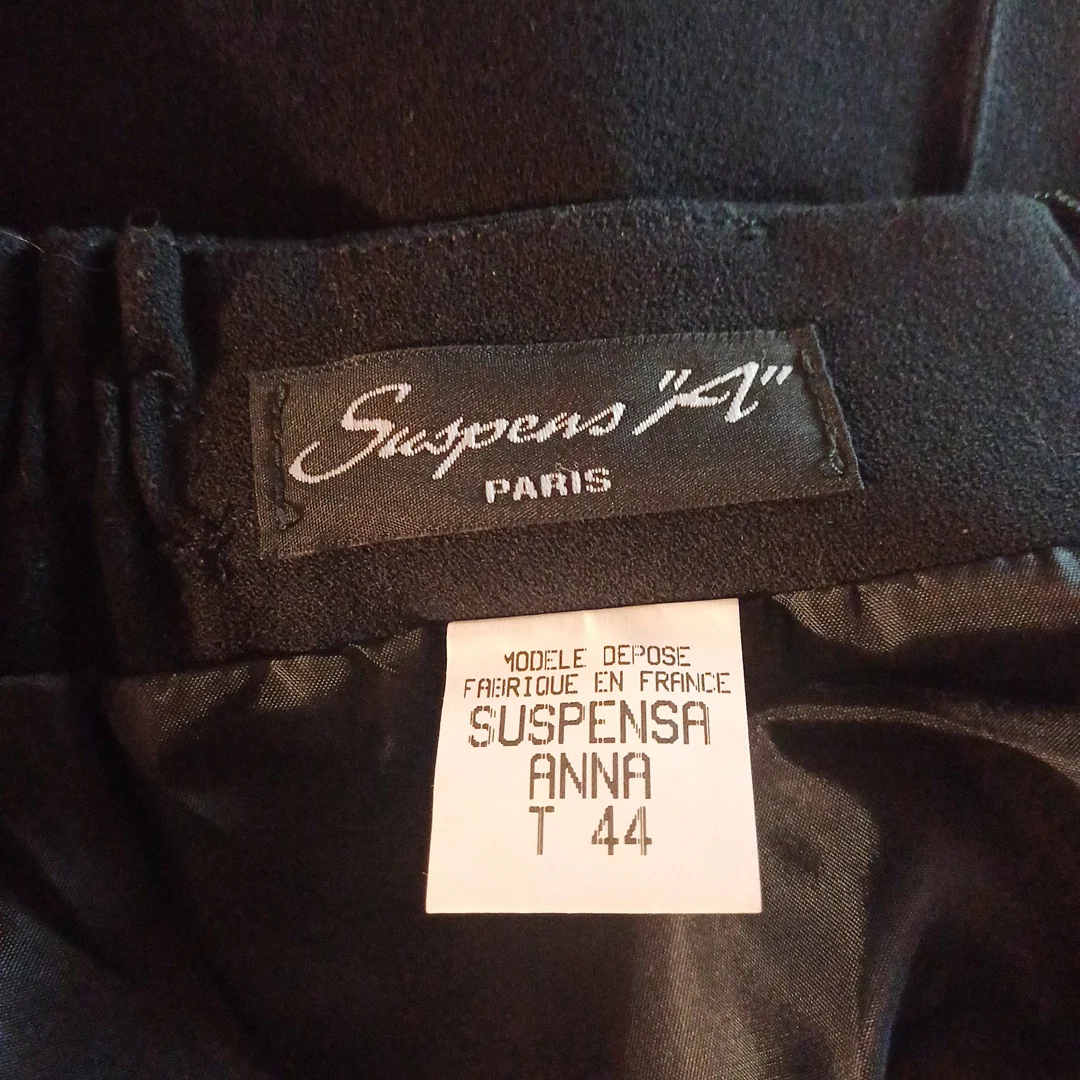 Suspens "A"
PARIS
MODELE DEPOSE
FABRIQUE EN FRANCE
SUSPENSA
ANNA
T 44